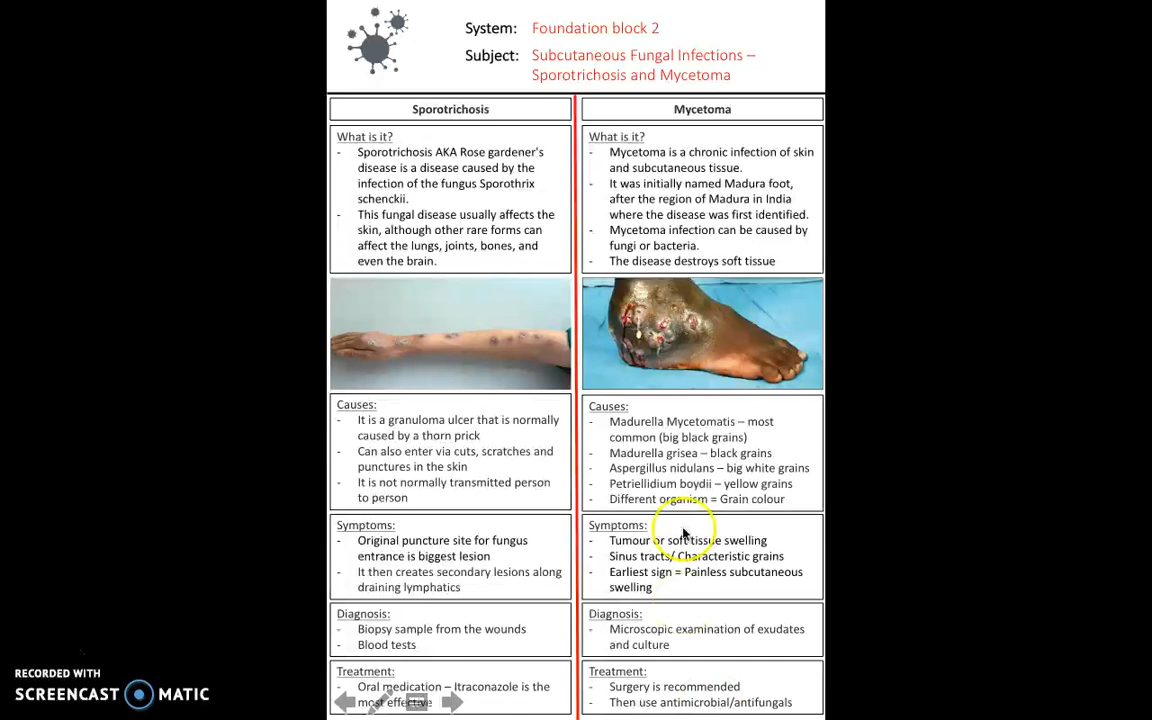 System: Foundation block 2
Subject: Subcutaneous Fungal Infections –
Sporotrichosis and Mycetoma
Sporotrichosis
What is it?
- Sporotrichosis AKA Rose gardener's
disease is a disease caused by the
infection of the fungus Sporothrix
schenckii.
- This fungal disease usually affects the
skin, although other rare forms can
affect the lungs, joints, bones, and
even the brain.
Causes:
- It is a granuloma ulcer that is normally
caused by a thorn prick
- Can also enter via cuts, scratches and
punctures in the skin
- It is not normally transmitted person
to person
Symptoms:
- Original puncture site for fungus
entrance is biggest lesion
- It then creates secondary lesions along
draining lymphatics
Diagnosis:
- Biopsy sample from the wounds
- Blood tests
Treatment:
- Oral medication – Itraconazole is the
most effective
Mycetoma
What is it?
- Mycetoma is a chronic infection of skin
and subcutaneous tissue.
- It was initially named Madura foot,
after the region of Madura in India
where the disease was first identified.
- Mycetoma infection can be caused by
fungi or bacteria.
- The disease destroys soft tissue
Causes:
- Madurella Mycetomatis – most
common (big black grains)
- Madurella grisea – black grains
- Aspergillus nidulans – big white grains
- Petriellidium boydii – yellow grains
- Different organism = Grain colour
Symptoms:
- Tumour or soft tissue swelling
- Sinus tracts/ Characteristic grains
- Earliest sign = Painless subcutaneous
swelling
Diagnosis:
- Microscopic examination of exudates
and culture
Treatment:
- Surgery is recommended
- Then use antimicrobial/antifungals
RECORDED WITH
SCREENCAST MATIC